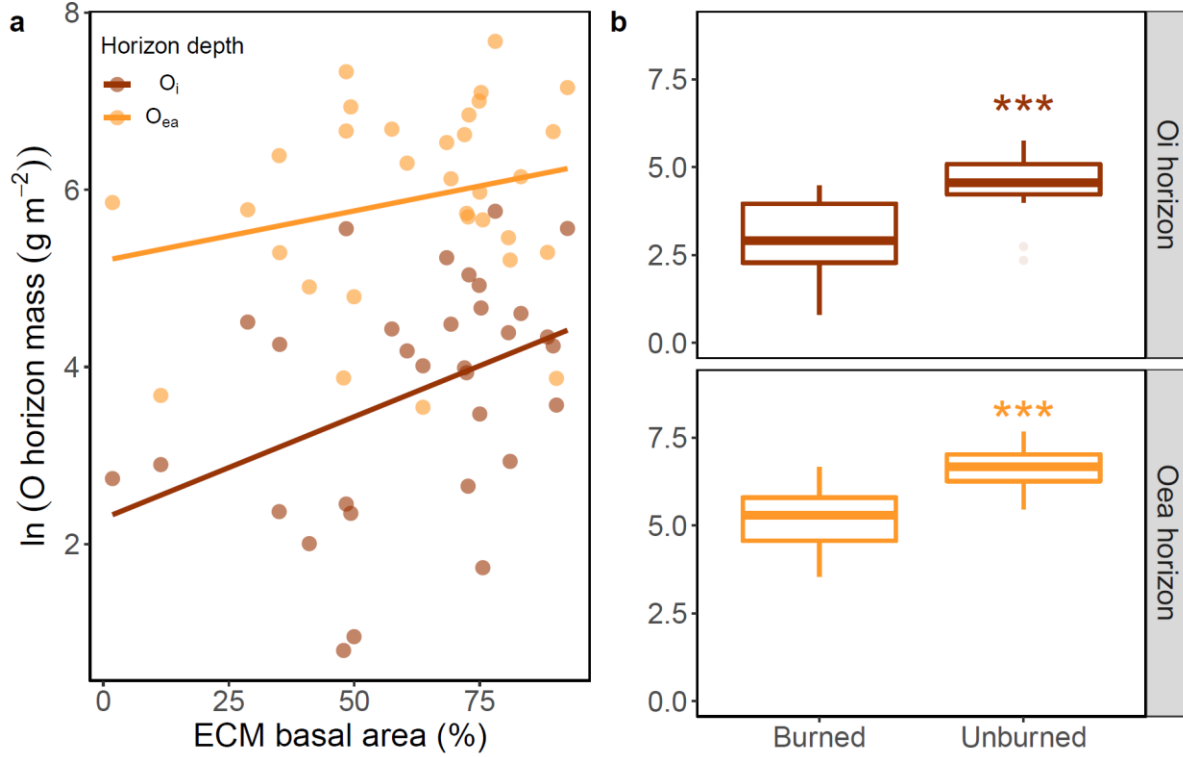 a
Horizon depth
Oi
Oea
ln (O horizon mass (g m−2))
8
6
4
2
0
25
50
75
ECM basal area (%)
b
7.5
5.0
2.5
0.0
***
Oi horizon
7.5
5.0
2.5
0.0
***
Oea horizon
Burned
Unburned